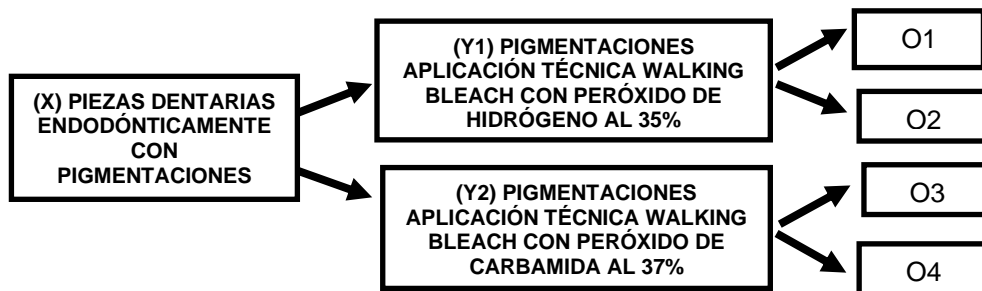 (X) PIEZAS DENTARIAS
ENDODÓNTICAMENTE
CON
PIGMENTACIONES
(Y1) PIGMENTACIONES
APLICACIÓN TÉCNICA WALKING
BLEACH CON PERÓXIDO DE
HIDRÓGENO AL 35%
O1
O2
(Y2) PIGMENTACIONES
APLICACIÓN TÉCNICA WALKING
BLEACH CON PERÓXIDO DE
CARBAMIDA AL 37%
O3
O4